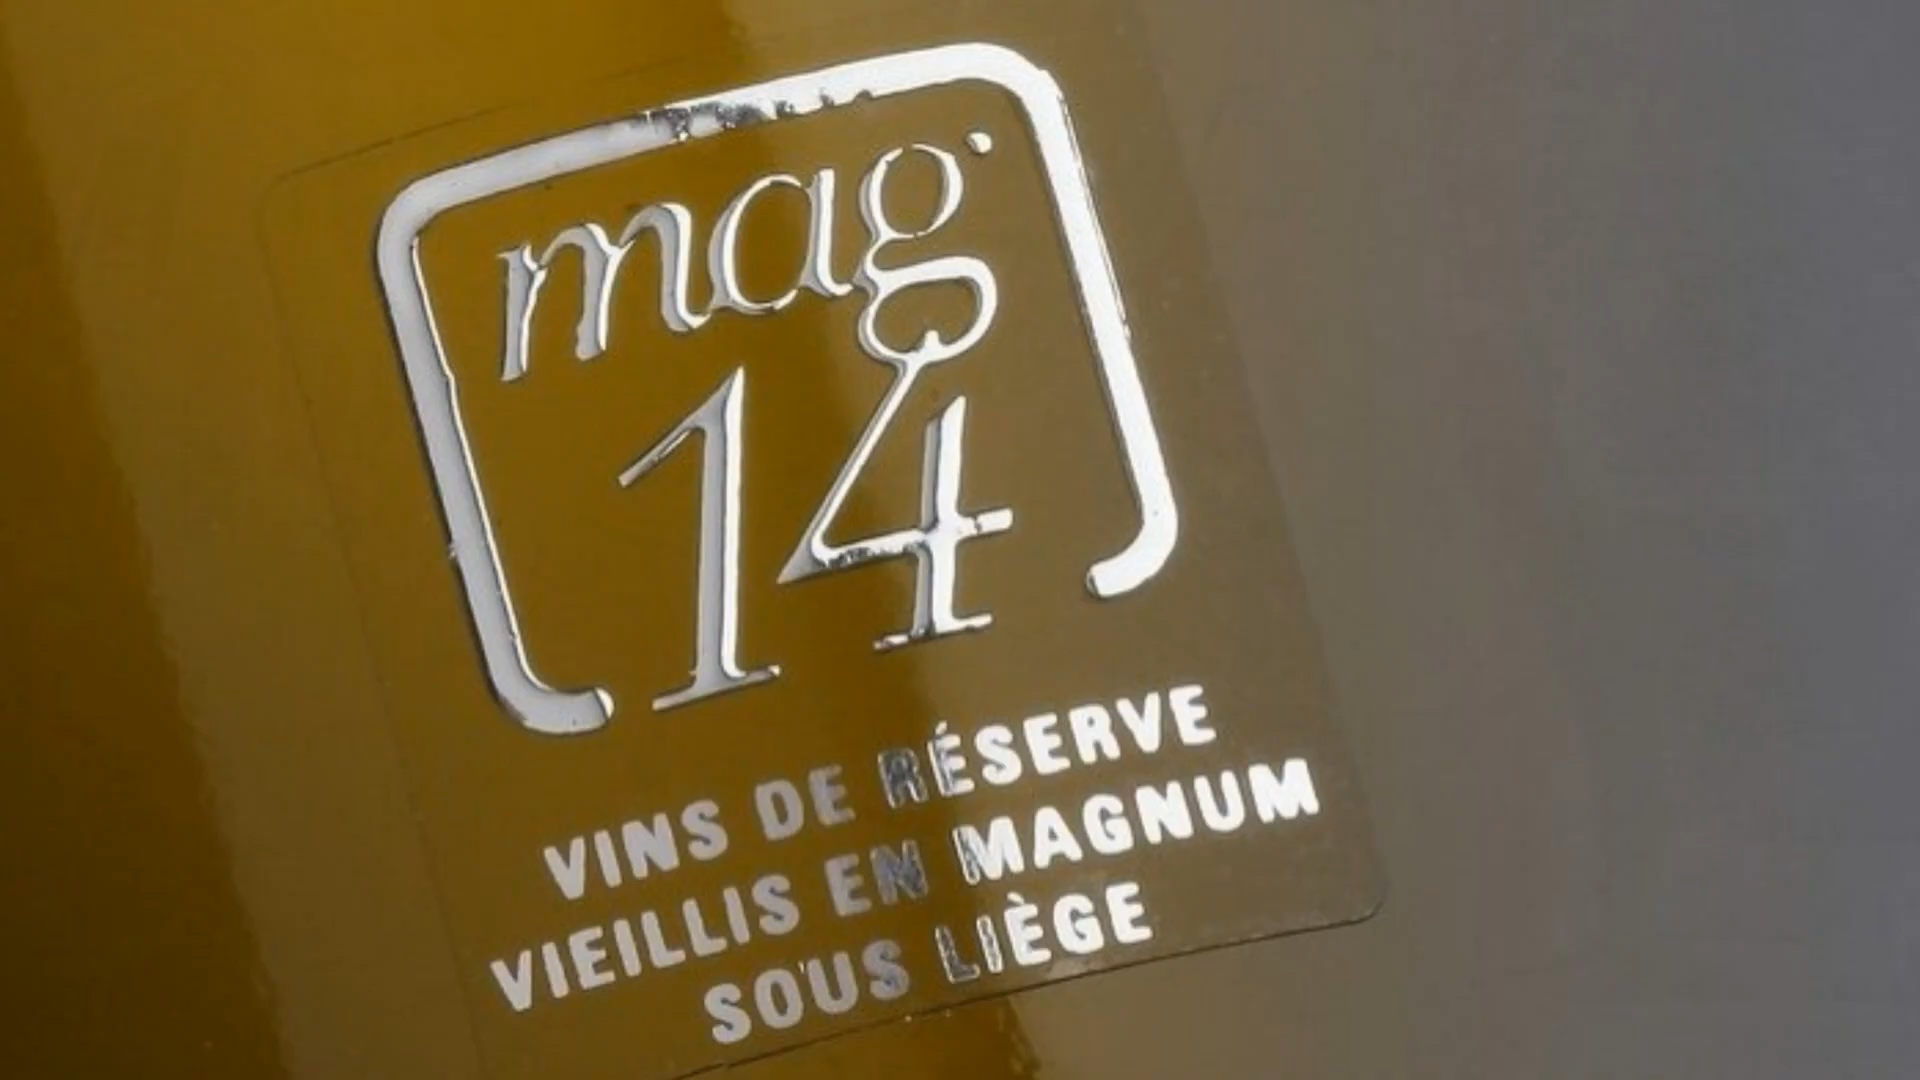 mag.
14
VINS DE RÉSERVE
VIEILLIS EN MAGNUM
SOUS LIÈGE